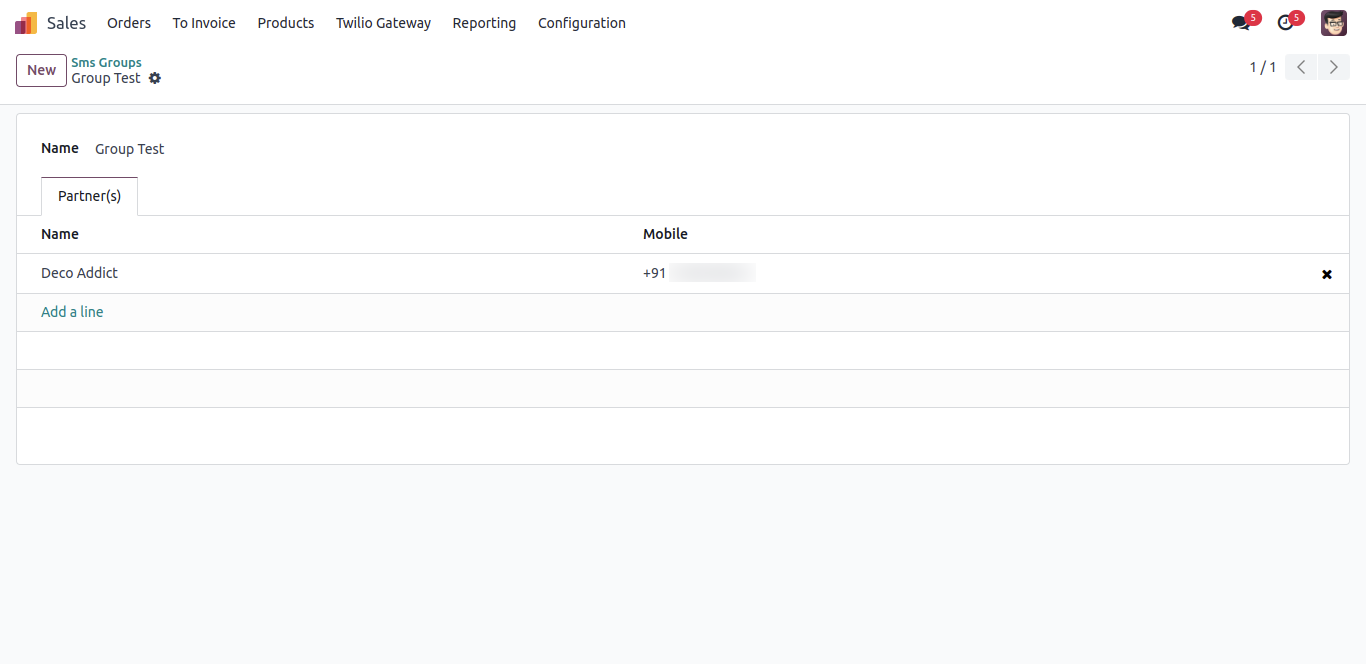 Sales Orders To Invoice Products Twilio Gateway Reporting Configuration 5 5
New Sms Groups
Group Test 1 / 1
Name Group Test
Partner(s)
Name Mobile
Deco Addict +91
Add a line